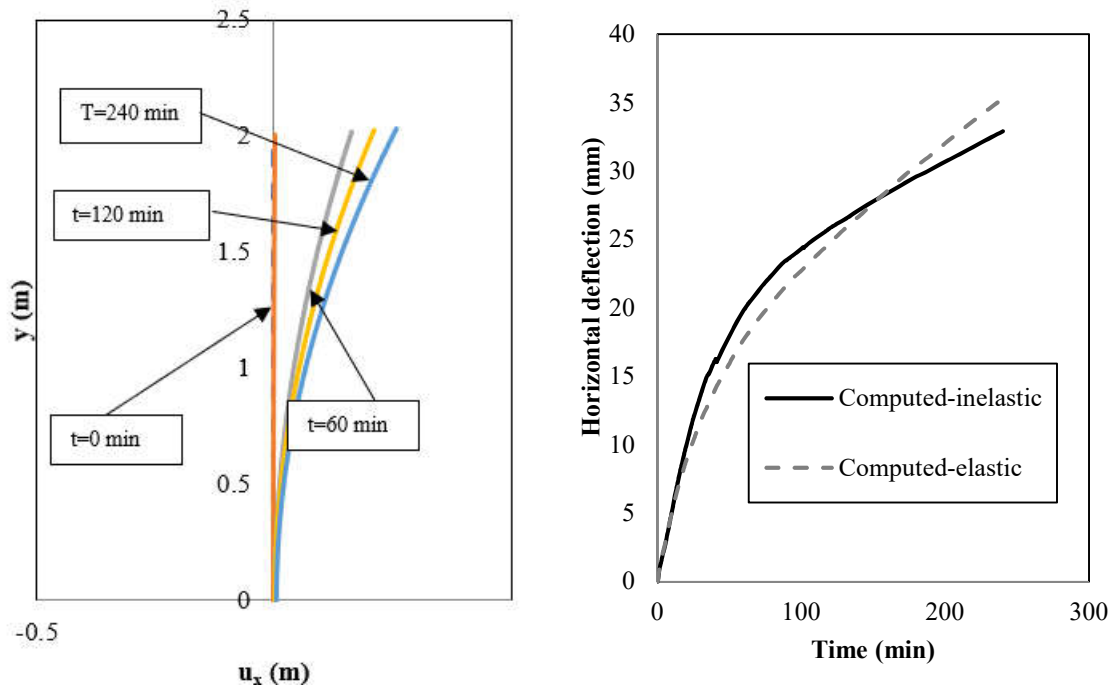 2.5
T=240 min
2
t=120 min
1.5
y (m)
1
t=0 min
t=60 min
0.5
0
-0.5
uₓ (m)
40
35
30
25
20
15
10
5
0
Horizontal deflection (mm)
Computed-inelastic
Computed-elastic
0
100
200
300
Time (min)